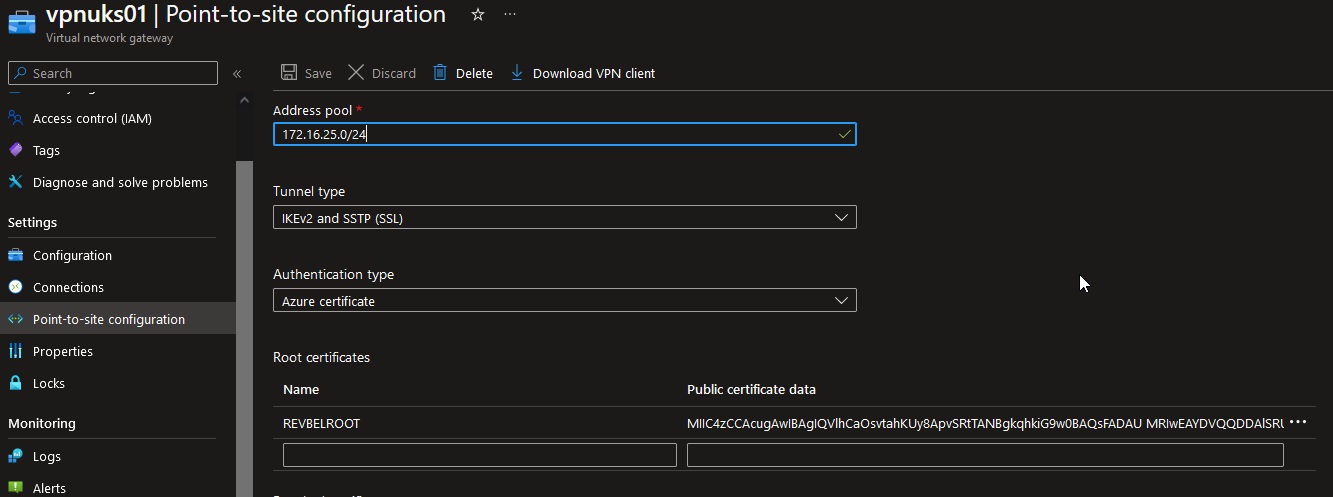 vpnuks01 | Point-to-site configuration ☆ ···
Virtual network gateway
Search «
Save Discard Delete Download VPN client
Access control (IAM)
Tags
Diagnose and solve problems
Settings
Configuration
Connections
Point-to-site configuration
Properties
Locks
Monitoring
Logs
Alerts
Address pool *
172.16.25.0/24
Tunnel type
IKEv2 and SSTP (SSL)
Authentication type
Azure certificate
Root certificates
Name Public certificate data
REVBELROOT ···